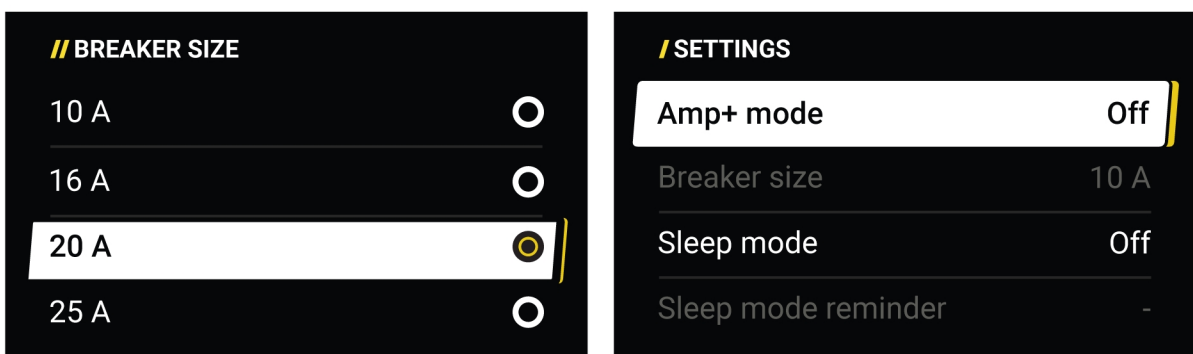 // BREAKER SIZE
10 A
16 A
20 A
25 A
/ SETTINGS
Amp+ mode Off
Breaker size 10 A
Sleep mode Off
Sleep mode reminder -